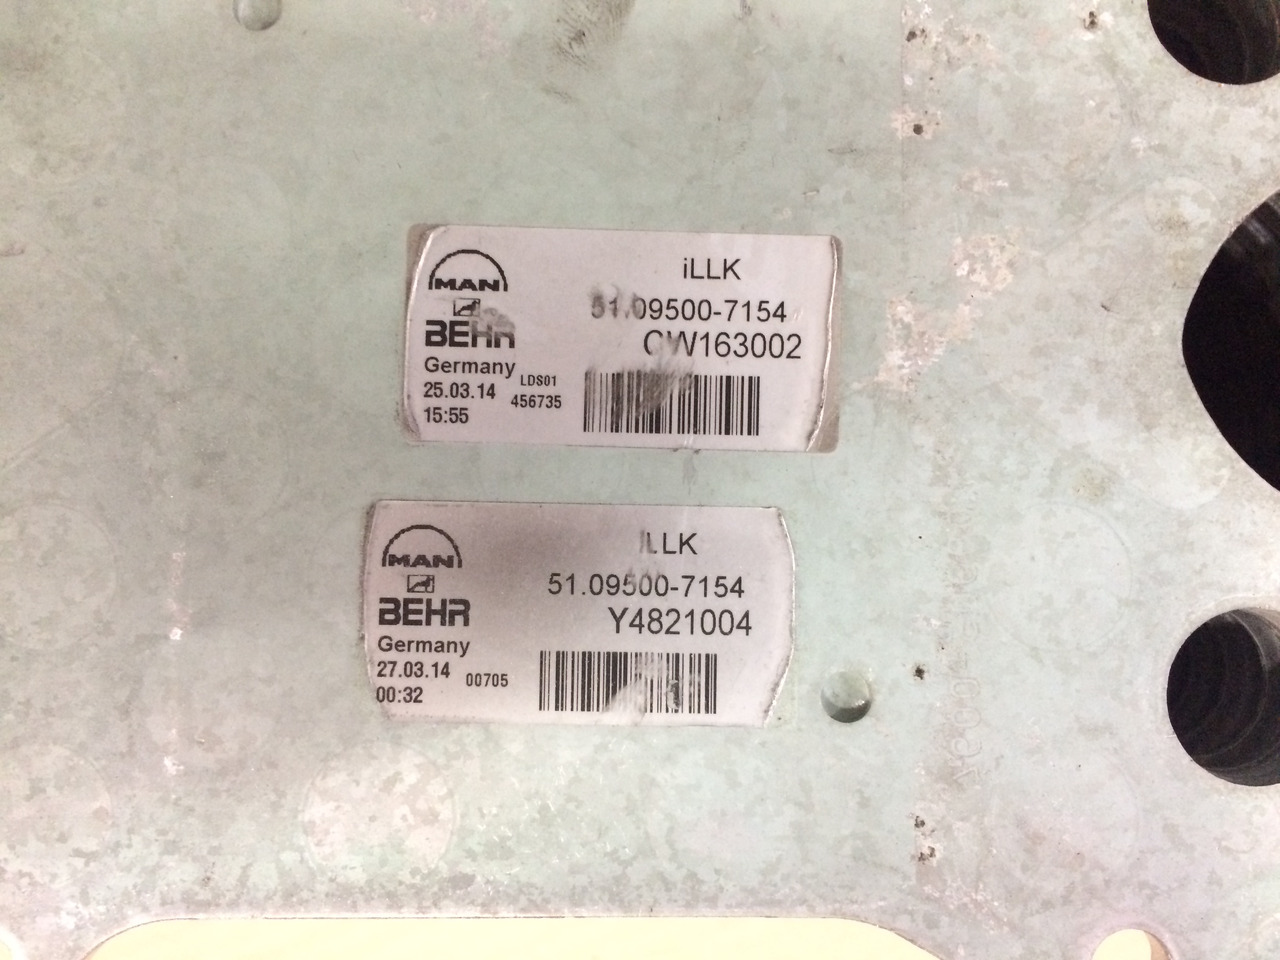 MAN
iLLK
51.09500-7154
BEHR
CW163002
Germany
25.03.14 LDS01
15:55 456735
MAN
iLLK
51.09500-7154
BEHR
Y4821004
Germany
27.03.14 00705
00:32